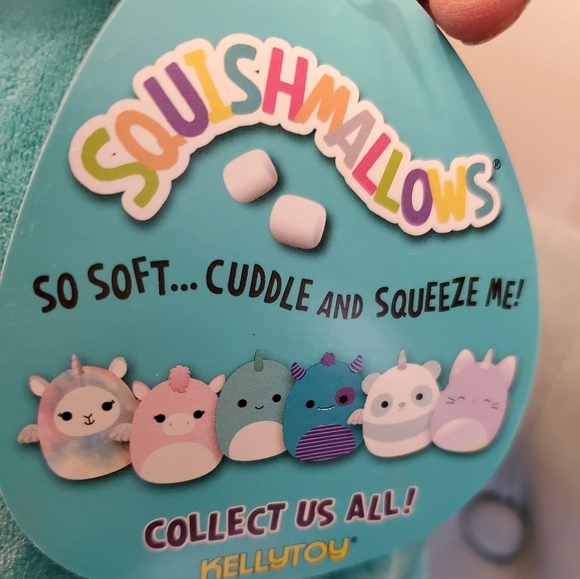 SQUISHMALLOWS®
SO SOFT... CUDDLE AND SQUEEZE ME!
COLLECT US ALL!
KELLYTOY®